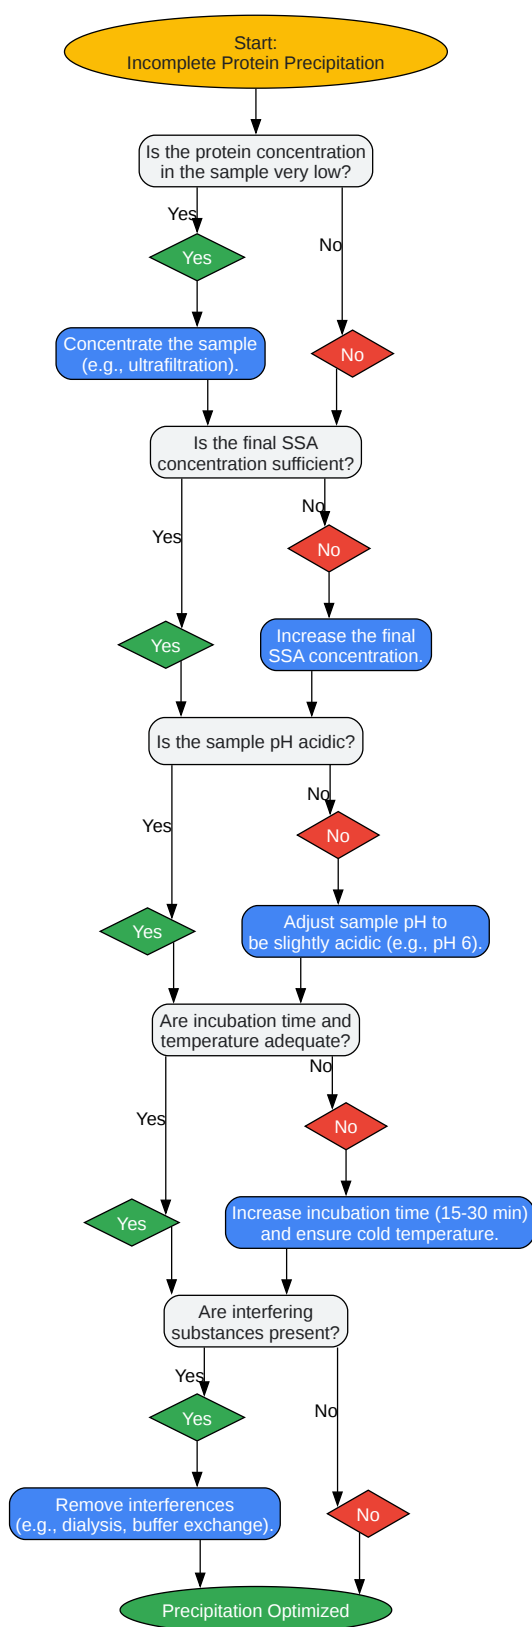 Start:
Incomplete Protein Precipitation
Is the protein concentration
in the sample very low?
Yes
No
Yes
Concentrate the sample
(e.g., ultrafiltration).
No
Is the final SSA
concentration sufficient?
No
Yes
No
Yes
Increase the final
SSA concentration.
Is the sample pH acidic?
No
Yes
No
Yes
Adjust sample pH to
be slightly acidic (e.g., pH 6).
Are incubation time and
temperature adequate?
No
Yes
No
Yes
Increase incubation time (15-30 min)
and ensure cold temperature.
Are interfering
substances present?
Yes
No
Yes
Remove interferences
(e.g., dialysis, buffer exchange).
No
Precipitation Optimized